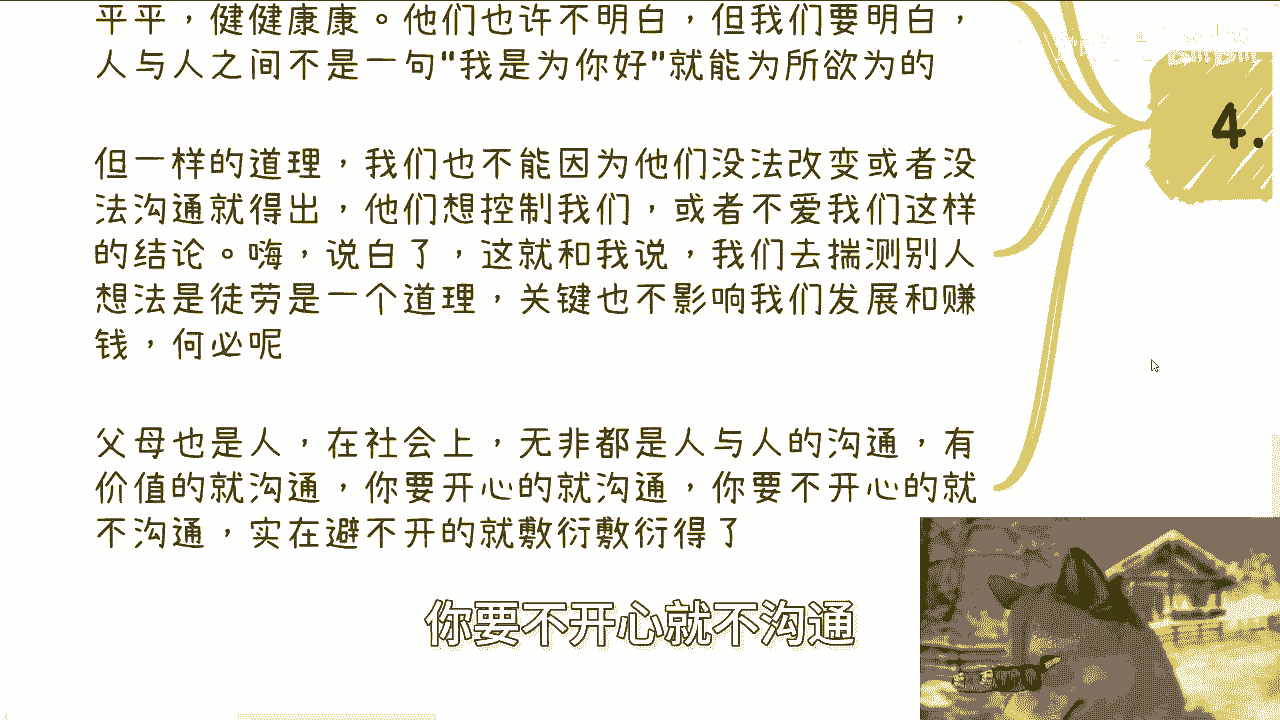 平平，健健康康。他们也许不明白，但我们要明白，
人与人之间不是一句"我是为你好"就能为所欲为的
但一样的道理，我们也不能因为他们没法改变或者没
法沟通就得出，他们想控制我们，或者不爱我们这样
的结论。嗨，说白了，这就和我说，我们去揣测别人
想法是徒劳是一个道理，关键也不影响我们发展和赚
钱，何必呢
父母也是人，在社会上，无非都是人与人的沟通，有
价值的就沟通，你要开心的就沟通，你要不开心的就
不沟通，实在避不开的就敷衍敷衍得了
4.
你要不开心就不沟通